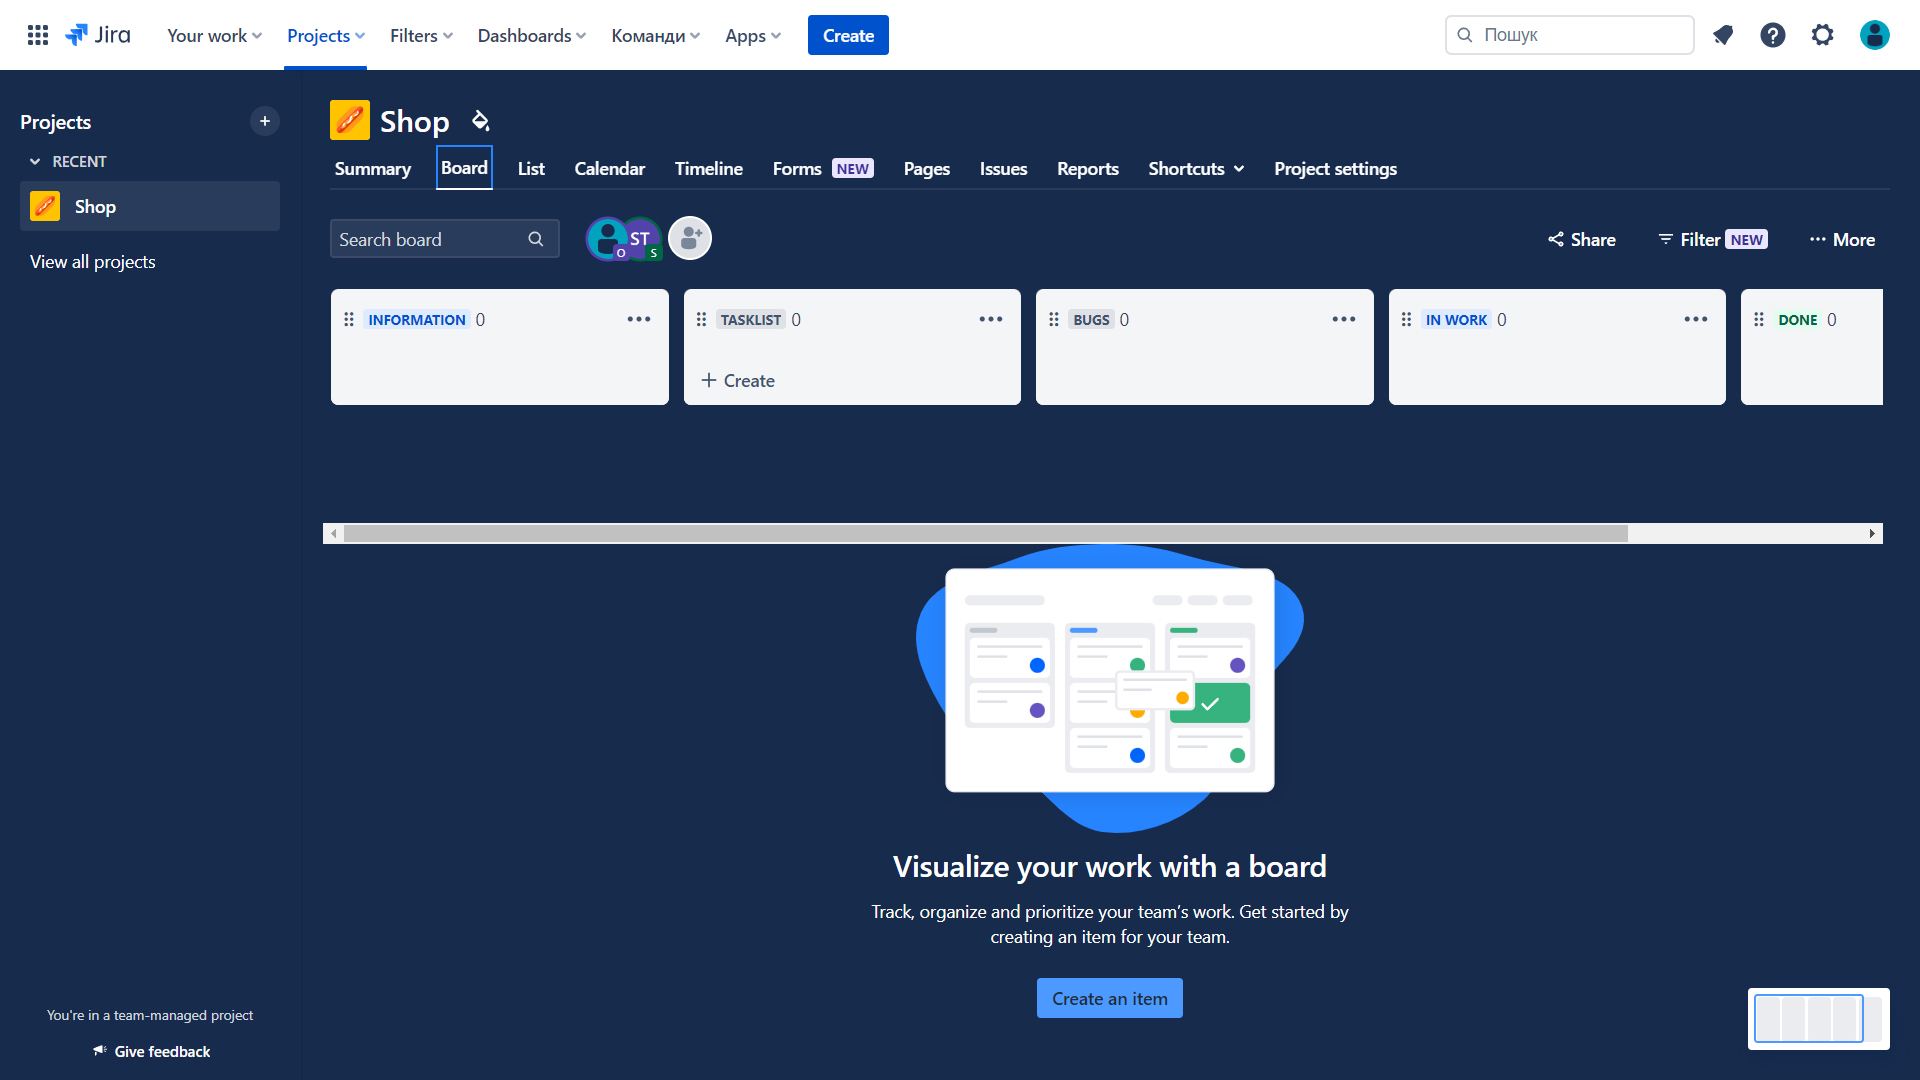 Jira Your work Projects Filters Dashboards Команди Apps Create Пошук
Projects
RECENT
Shop
View all projects
Shop
Summary Board List Calendar Timeline Forms NEW Pages Issues Reports Shortcuts Project settings
Search board O ST S Share Filter NEW More
INFORMATION 0 TASKLIST 0 BUGS 0 IN WORK 0 DONE 0
Create
Visualize your work with a board
Track, organize and prioritize your team’s work. Get started by
creating an item for your team.
Create an item
You're in a team-managed project
Give feedback